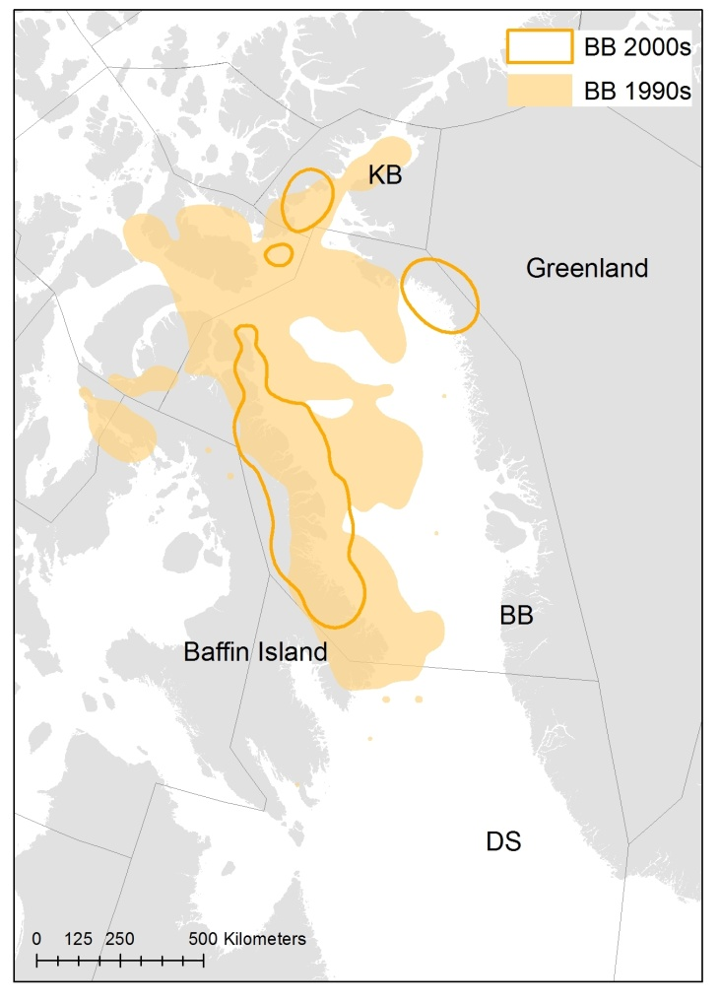 BB 2000s
BB 1990s
KB
Greenland
BB
Baffin Island
DS
0 125 250 500 Kilometers